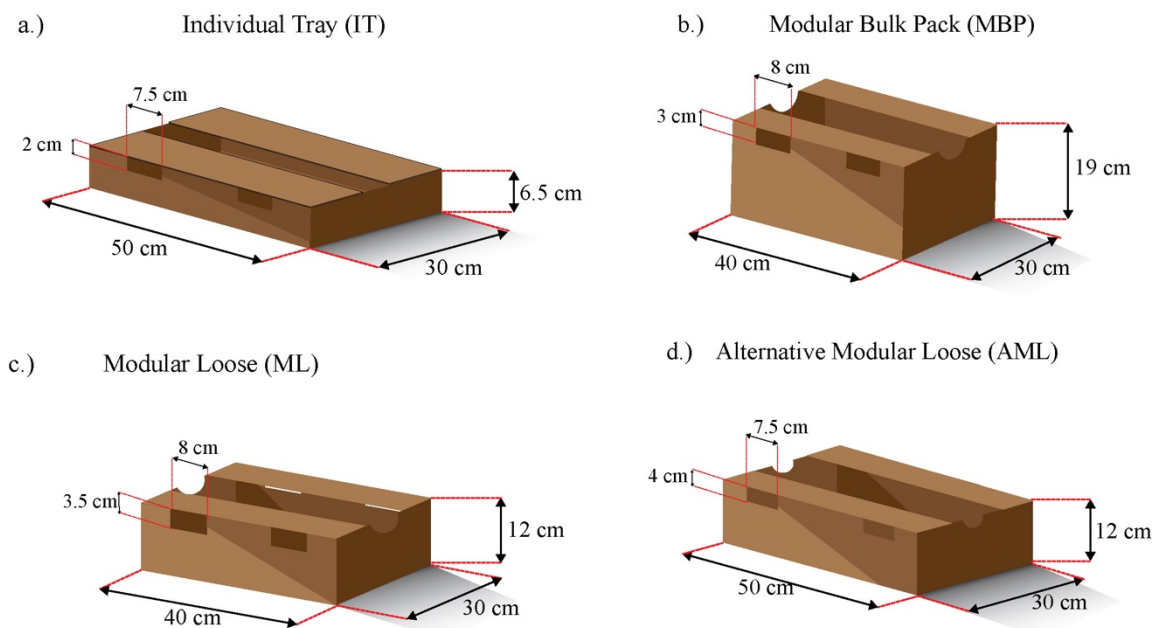 a.) Individual Tray (IT)
7.5 cm
2 cm
6.5 cm
50 cm
30 cm
b.) Modular Bulk Pack (MBP)
8 cm
3 cm
19 cm
40 cm
30 cm
c.) Modular Loose (ML)
8 cm
3.5 cm
12 cm
40 cm
30 cm
d.) Alternative Modular Loose (AML)
7.5 cm
4 cm
12 cm
50 cm
30 cm